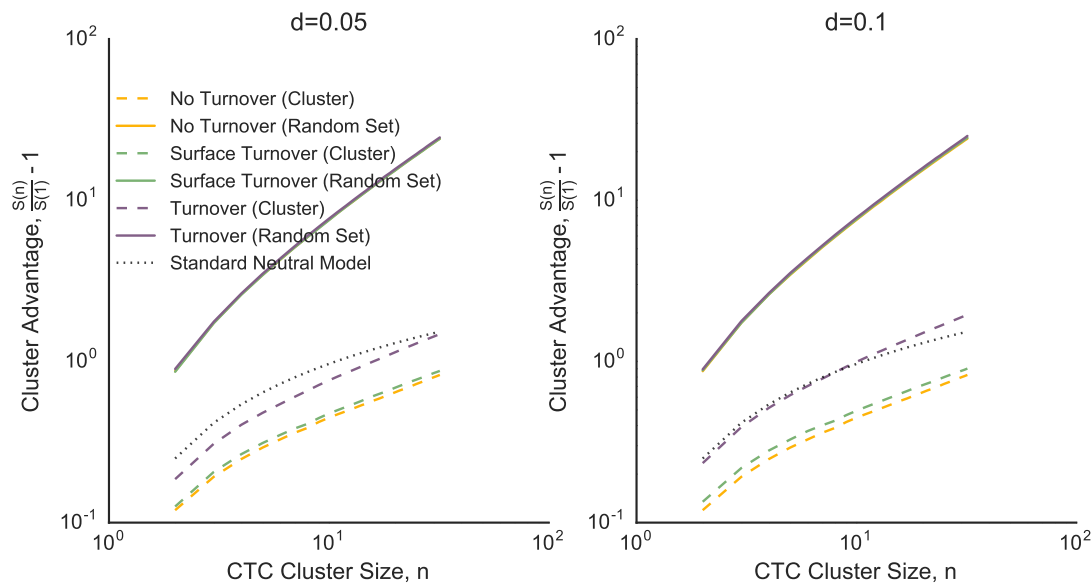 d=0.05
10^2
10^1
10^0
10^-1
Cluster Advantage, S(n)/S(1) - 1
No Turnover (Cluster)
No Turnover (Random Set)
Surface Turnover (Cluster)
Surface Turnover (Random Set)
Turnover (Cluster)
Turnover (Random Set)
Standard Neutral Model
10^0
10^1
10^2
CTC Cluster Size, n
d=0.1
10^2
10^1
10^0
10^-1
Cluster Advantage, S(n)/S(1) - 1
10^0
10^1
10^2
CTC Cluster Size, n